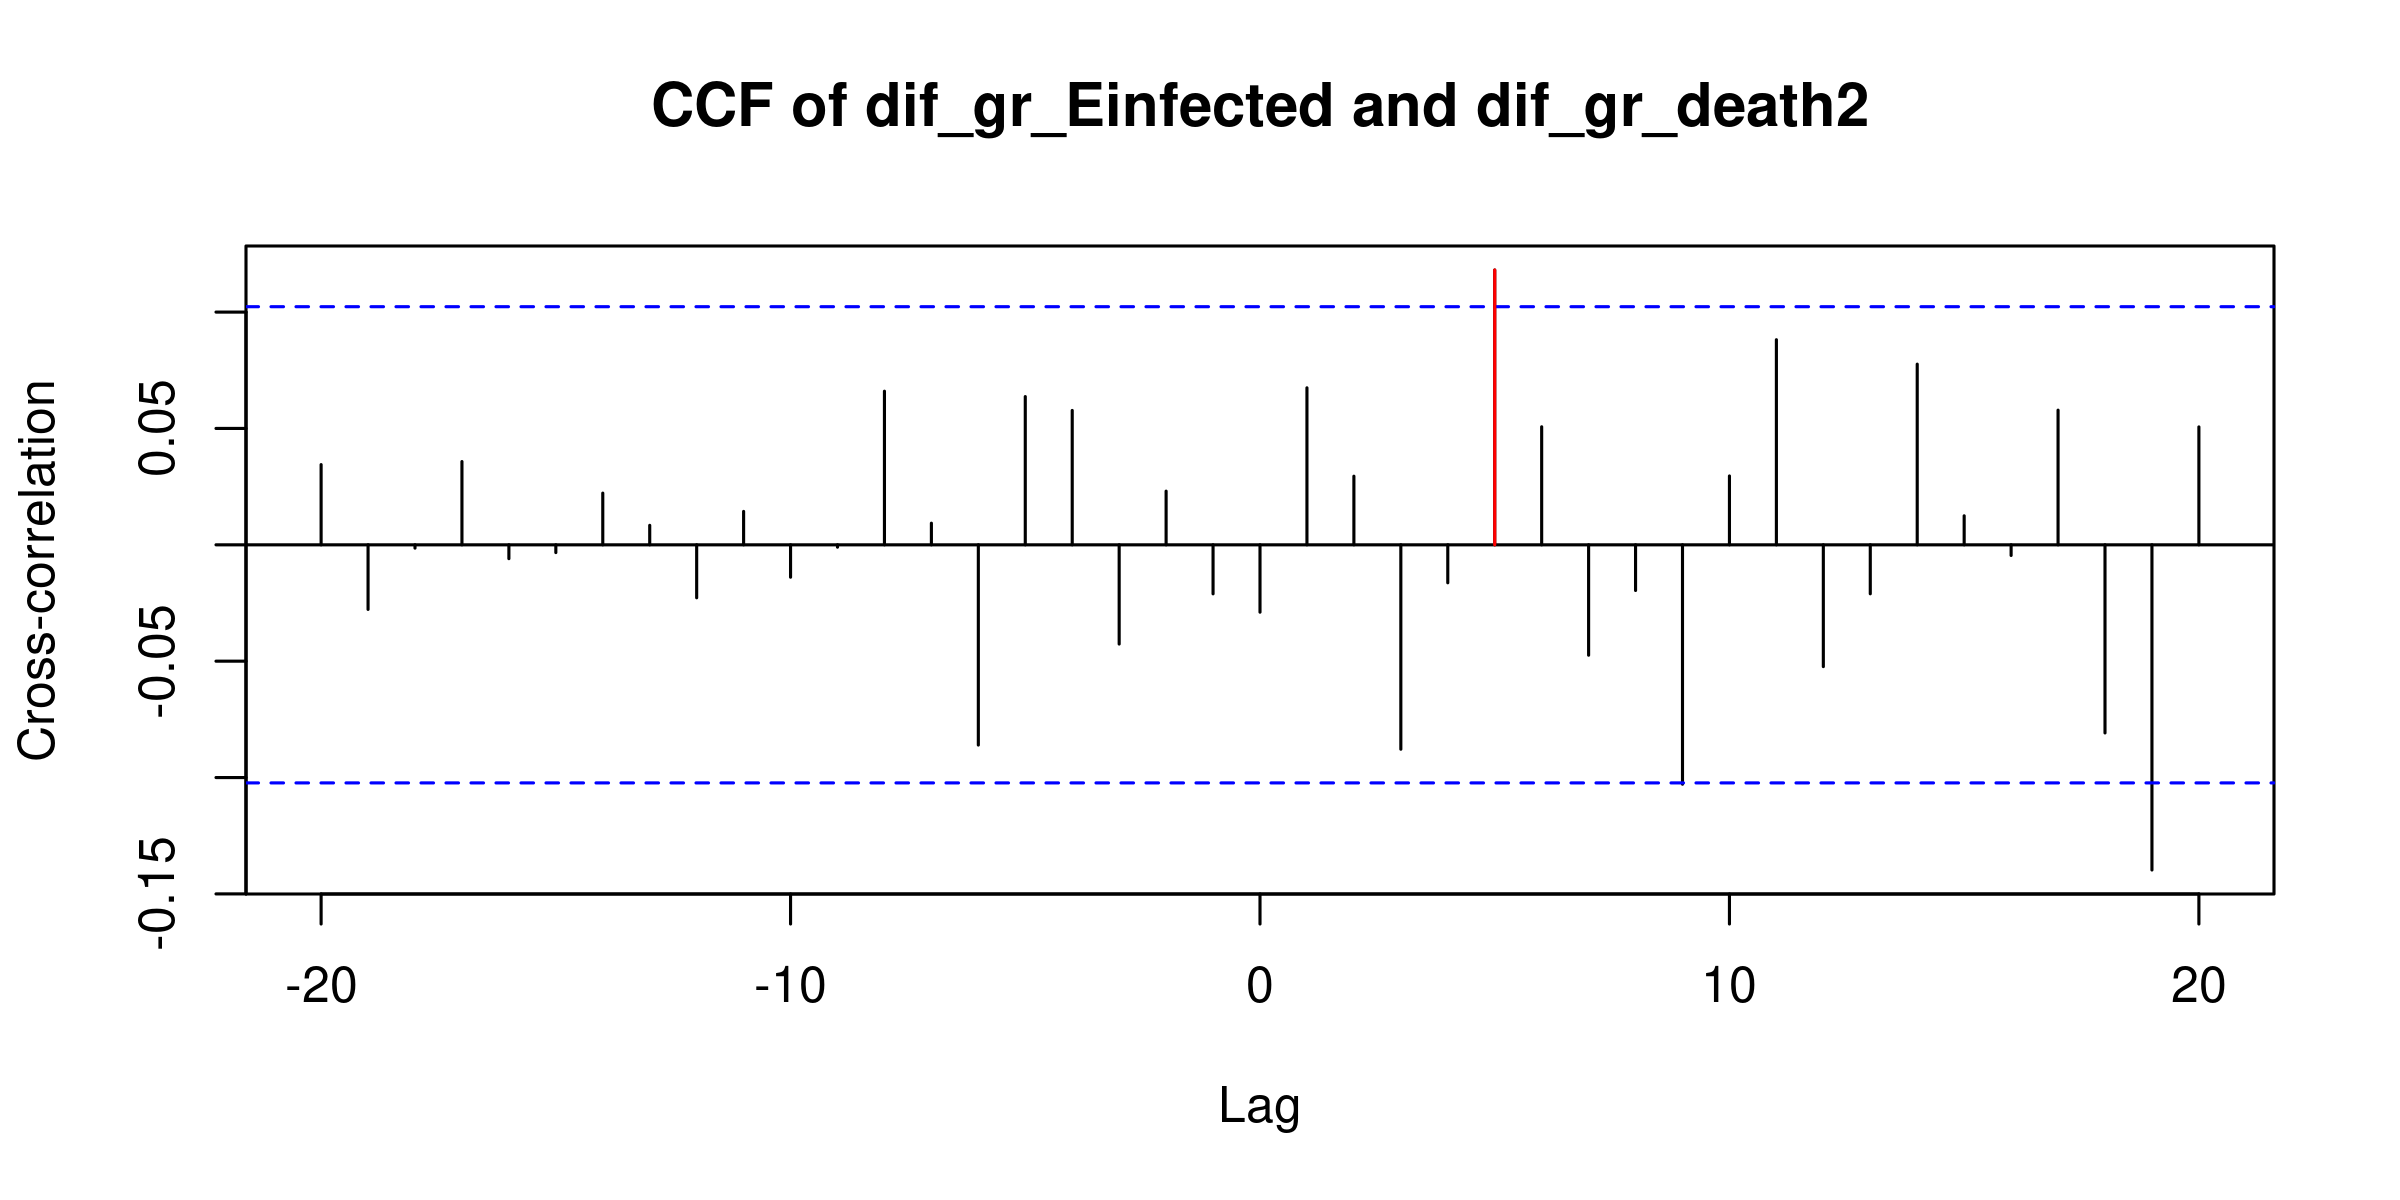 CCF of dif_gr_Einfected and dif_gr_death2
Cross-correlation
0.05
-0.05
-0.15
-20 -10 0 10 20
Lag